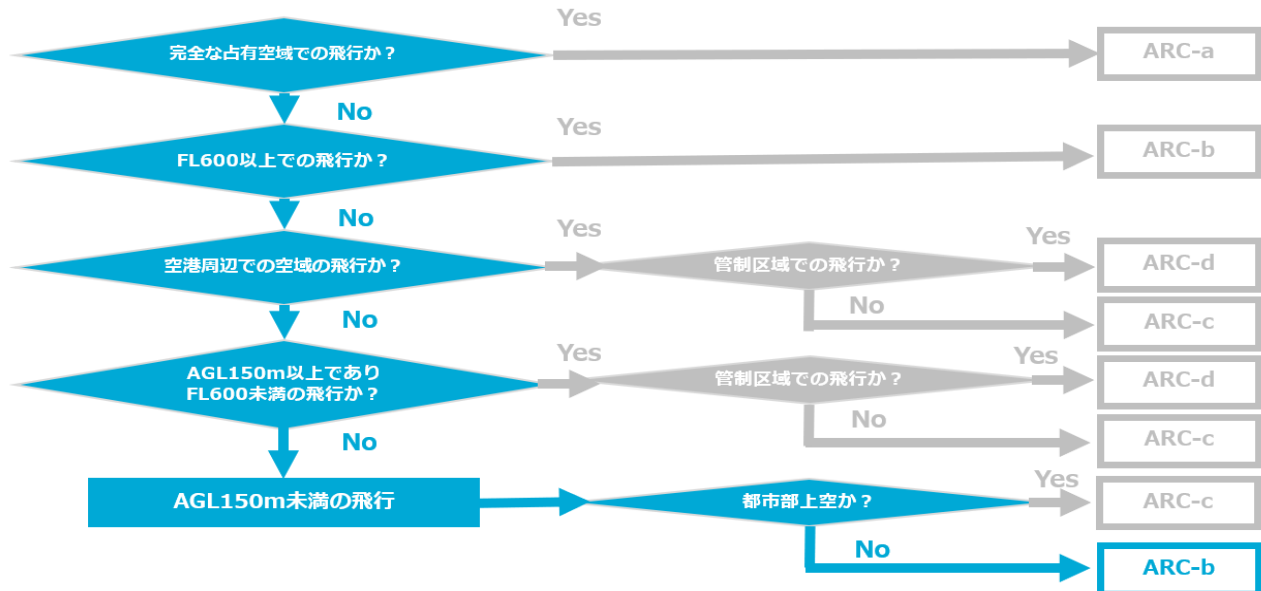 Yes
完全な占有空域での飛行か？
ARC-a
No
Yes
FL600以上での飛行か？
ARC-b
No
Yes
Yes
空港周辺での空域の飛行か？
管制区域での飛行か？
ARC-d
No
No
ARC-c
Yes
Yes
AGL150m以上であり
FL600未満の飛行か？
管制区域での飛行か？
ARC-d
No
No
ARC-c
Yes
AGL150m未満の飛行
都市部上空か？
ARC-c
No
ARC-b